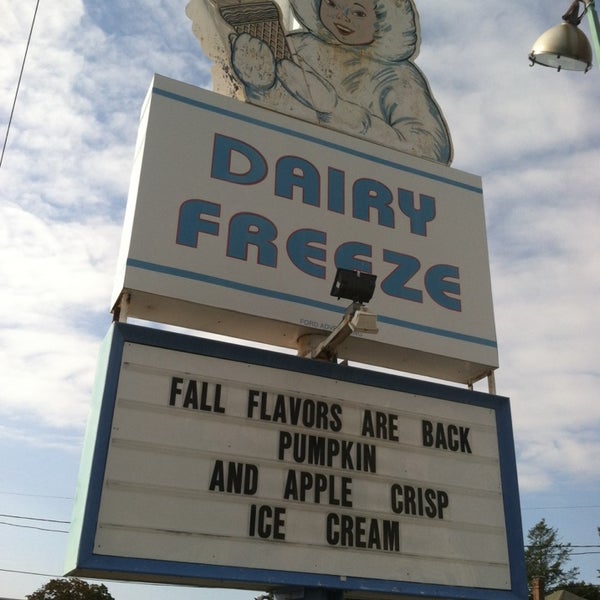 DAIRY
FREEZE
FALL FLAVORS ARE BACK
PUMPKIN
AND APPLE CRISP
ICE CREAM